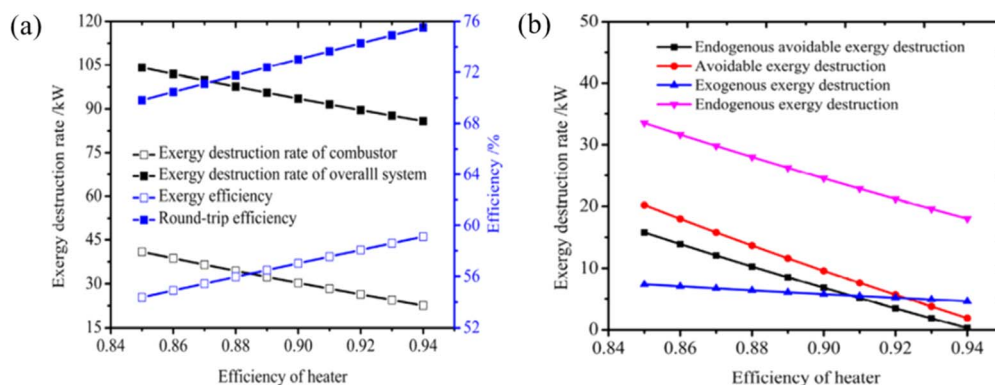 (a)
Exergy destruction rate /kW
120
105
90
75
60
45
30
15
Exergy destruction rate of combustor
Exergy destruction rate of overalll system
Exergy efficiency
Round-trip efficiency
76
72
68
64
60
56
52
Efficiency /%
0.84 0.86 0.88 0.90 0.92 0.94
Efficiency of heater
(b)
Exergy destruction rate /kW
50
40
30
20
10
0
Endogenous avoidable exergy destruction
Avoidable exergy destruction
Exogenous exergy destruction
Endogenous exergy destruction
0.84 0.86 0.88 0.90 0.92 0.94
Efficiency of heater